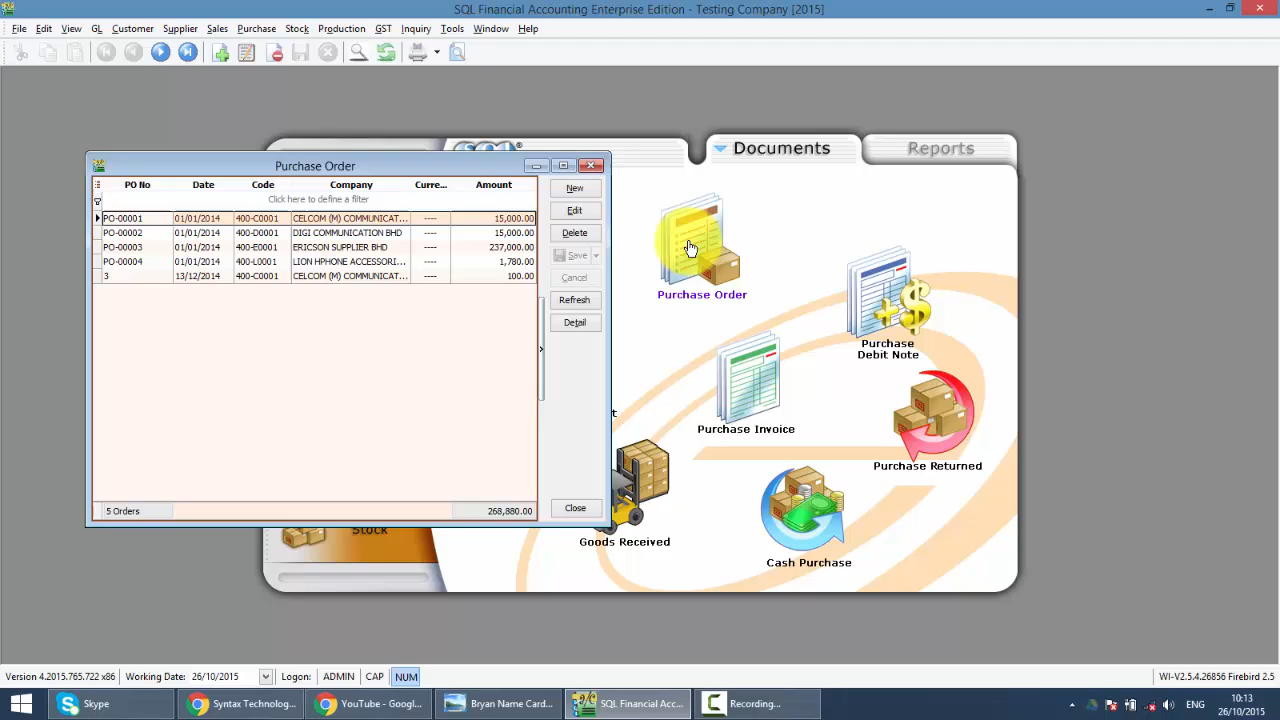 SQL Financial Accounting Enterprise Edition - Testing Company [2015]
File Edit View GL Customer Supplier Sales Purchase Stock Production GST Inquiry Tools Window Help
Documents
Reports
Purchase Order
PO No Date Code Company Curre... Amount
Click here to define a filter
PO-00001 01/01/2014 400-C0001 CELCOM (M) COMMUNICAT... ---- 15,000.00
PO-00002 01/01/2014 400-D0001 DIGI COMMUNICATION BHD ---- 15,000.00
PO-00003 01/01/2014 400-E0001 ERICSON SUPPLIER BHD ---- 237,000.00
PO-00004 01/01/2014 400-L0001 LION HPHONE ACCESSORI... ---- 1,780.00
3 13/12/2014 400-C0001 CELCOM (M) COMMUNICAT... ---- 100.00
5 Orders 268,880.00
New
Edit
Delete
Save
Cancel
Refresh
Detail
Close
Purchase Order
Purchase
Debit Note
Purchase Invoice
Purchase Returned
Goods Received
Cash Purchase
Stock
Version 4.2015.765.722 x86 Working Date: 26/10/2015 Logon: ADMIN CAP NUM WI-V2.5.4.26856 Firebird 2.5
Skype Syntax Technolog... YouTube - Googl... Bryan Name Card... SQL Financial Acc... Recording... ENG
10:13
26/10/2015